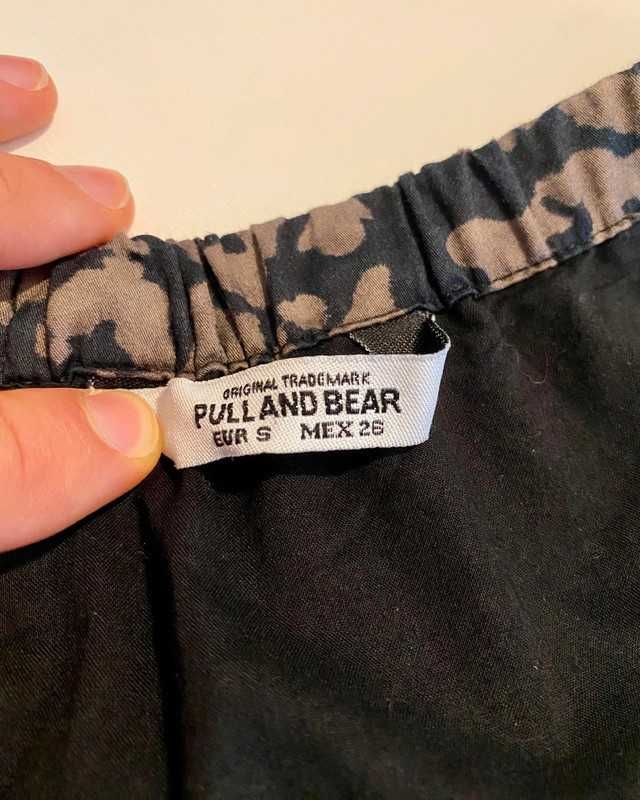 ORIGINAL TRADEMARK
PULL AND BEAR
EUR S MEX 26